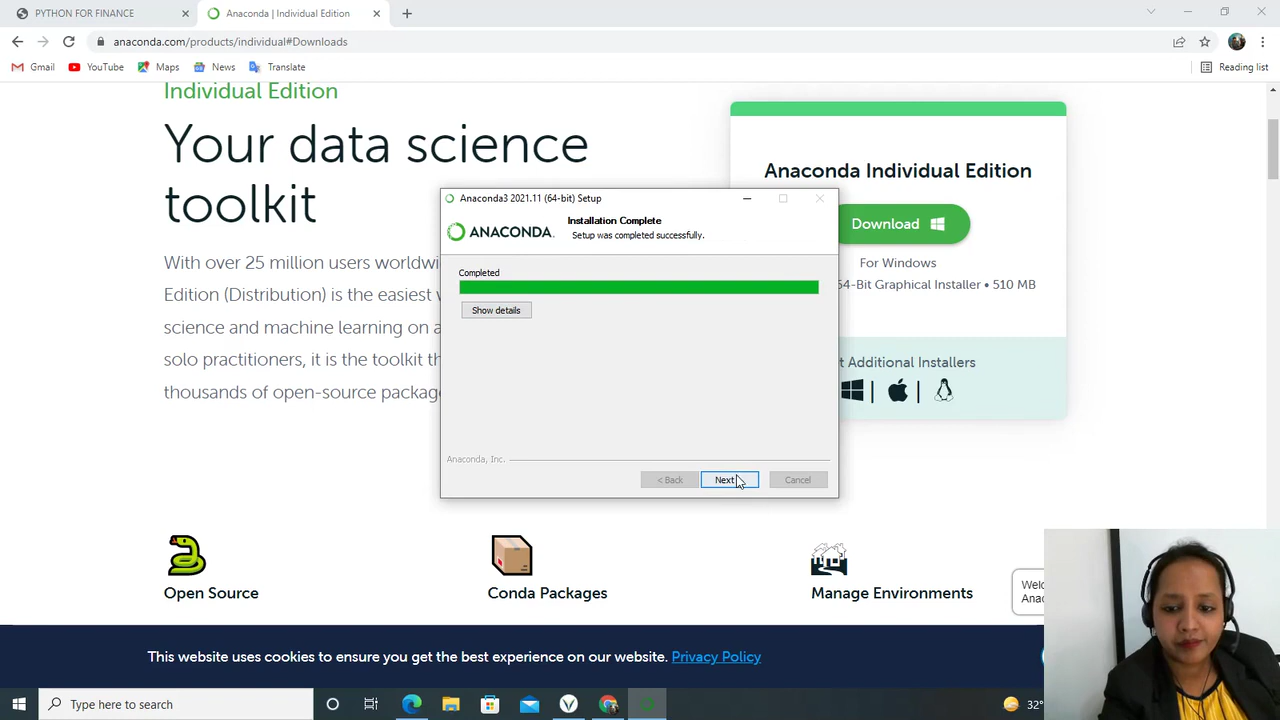 PYTHON FOR FINANCE
Anaconda | Individual Edition
anaconda.com/products/individual#Downloads
Gmail
YouTube
Maps
News
Translate
Reading list
Individual Edition
Your data science
toolkit
With over 25 million users worldwi
Edition (Distribution) is the easiest
science and machine learning on a
solo practitioners, it is the toolkit th
thousands of open-source packag
Anaconda Individual Edition
Download
For Windows
64-Bit Graphical Installer • 510 MB
t Additional Installers
Anaconda3 2021.11 (64-bit) Setup
Installation Complete
Setup was completed successfully.
ANACONDA.
Completed
Show details
Anaconda, Inc.
< Back
Next
Cancel
Open Source
Conda Packages
Manage Environments
Welc
Anac
This website uses cookies to ensure you get the best experience on our website. Privacy Policy
Type here to search
32°